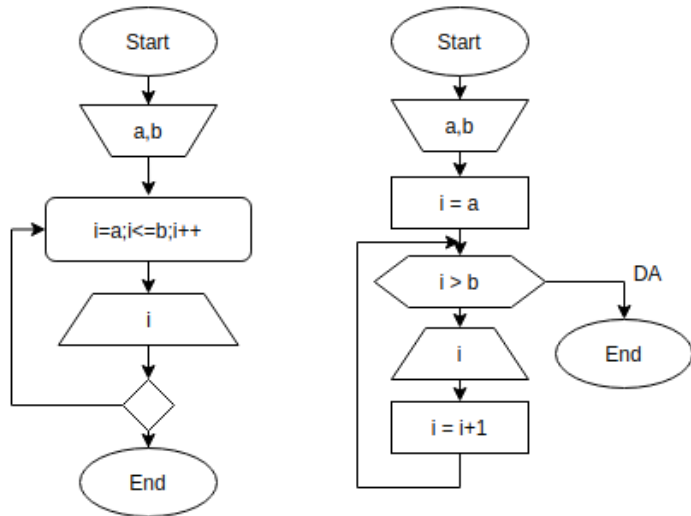 Start
a,b
i=a;i<=b;i++
i
End
Start
a,b
i = a
i > b
DA
i
End
i = i+1